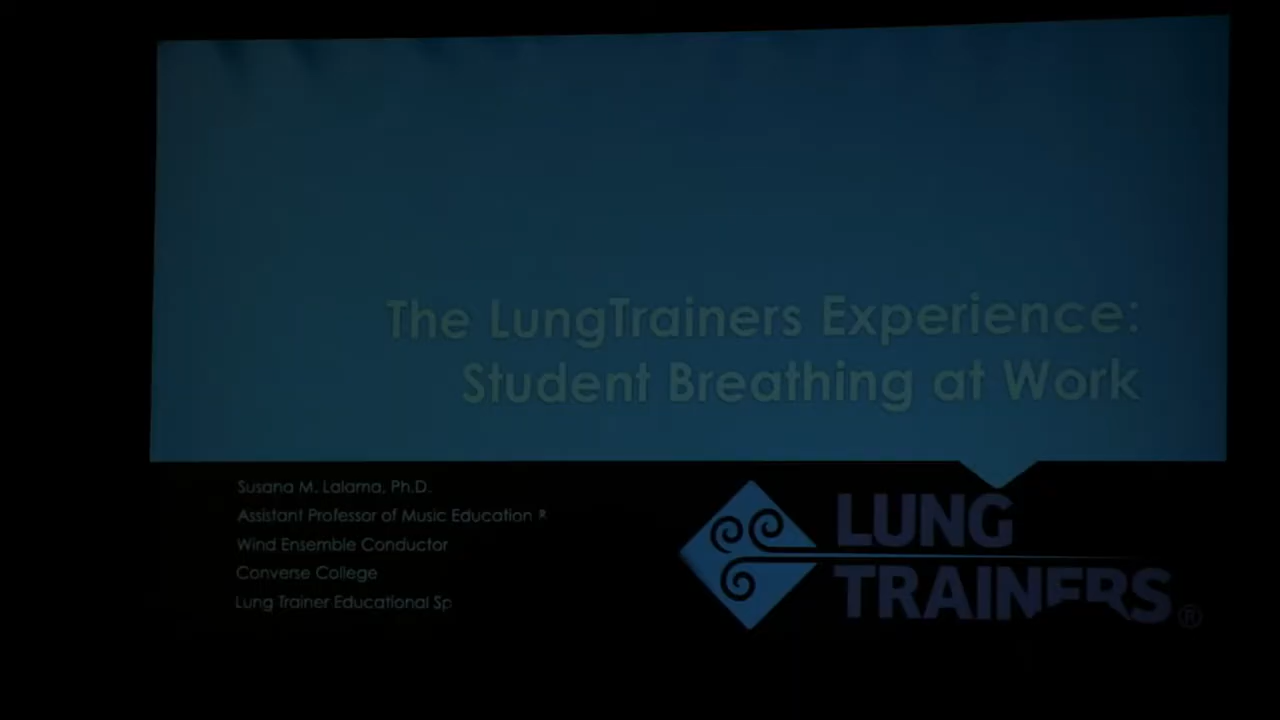 The LungTrainers Experience:
Student Breathing at Work
Susana M. Lalama, Ph.D.
Assistant Professor of Music Education
Wind Ensemble Conductor
Converse College
Lung Trainer Educational Sp
LUNG
TRAINERS®